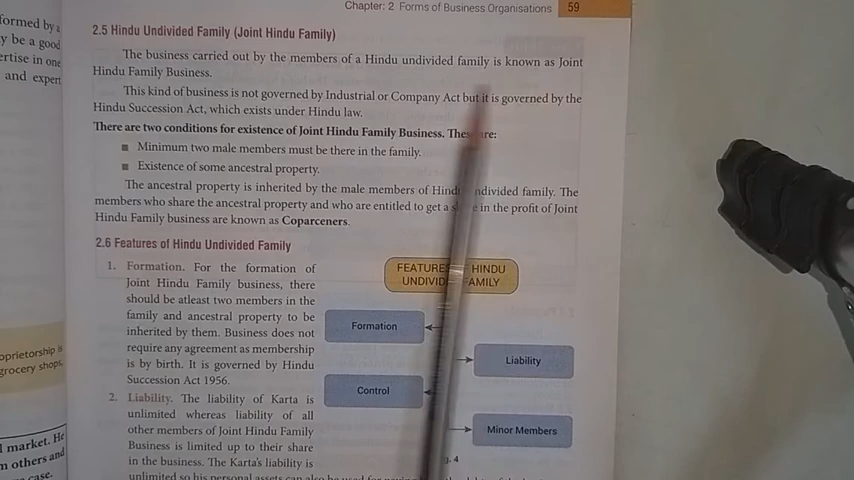 Chapter: 2 Forms of Business Organisations 59
formed by a
y be a good
ertise in one
and expert
2.5 Hindu Undivided Family (Joint Hindu Family)
The business carried out by the members of a Hindu undivided family is known as Joint
Hindu Family Business.
This kind of business is not governed by Industrial or Company Act but it is governed by the
Hindu Succession Act, which exists under Hindu law.
There are two conditions for existence of Joint Hindu Family Business. These are:
Minimum two male members must be there in the family.
Existence of some ancestral property.
The ancestral property is inherited by the male members of Hindu undivided family. The
members who share the ancestral property and who are entitled to get a in the profit of Joint
Hindu Family business are known as Coparceners.
2.6 Features of Hindu Undivided Family
1. Formation. For the formation of
Joint Hindu Family business, there
should be atleast two members in the
family and ancestral property to be
inherited by them. Business does not
require any agreement as membership
is by birth. It is governed by Hindu
Succession Act 1956.
2. Liability. The liability of Karta is
unlimited whereas liability of all
other members of Joint Hindu Family
Business is limited up to their share
in the business. The Karta's liability is
unlimited so his personal assets can also be used for
FEATURES HINDU
FAMILY
Formation
Liability
Control
Minor Members
4
oprietorship is
grocery shops,
l market. He
m others and
case.